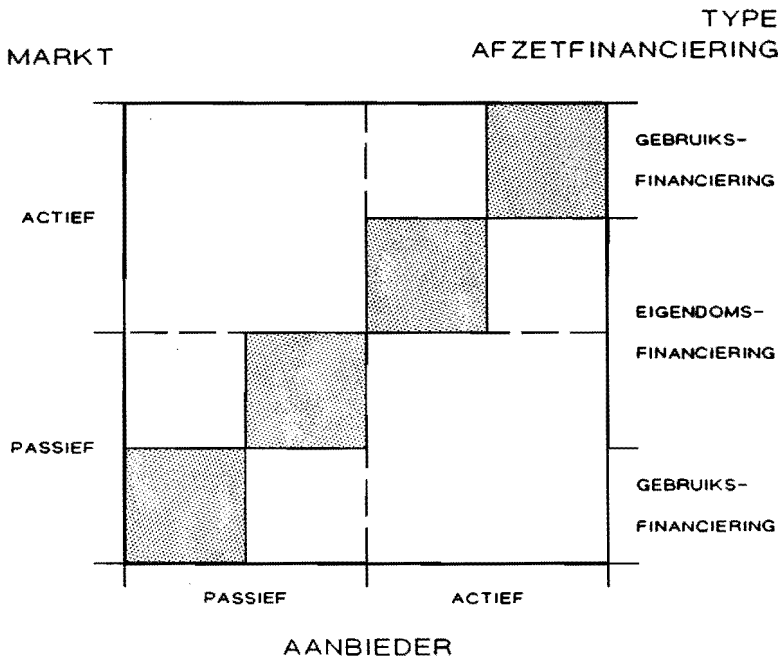 TYPE
MARKT
AFZETFINANCIERING
GEBRUIKS-
FINANCIERING
ACTIEF
EIGENDOMS-
FINANCIERING
PASSIEF
GEBRUIKS-
FINANCIERING
PASSIEF
ACTIEF
AANBIEDER